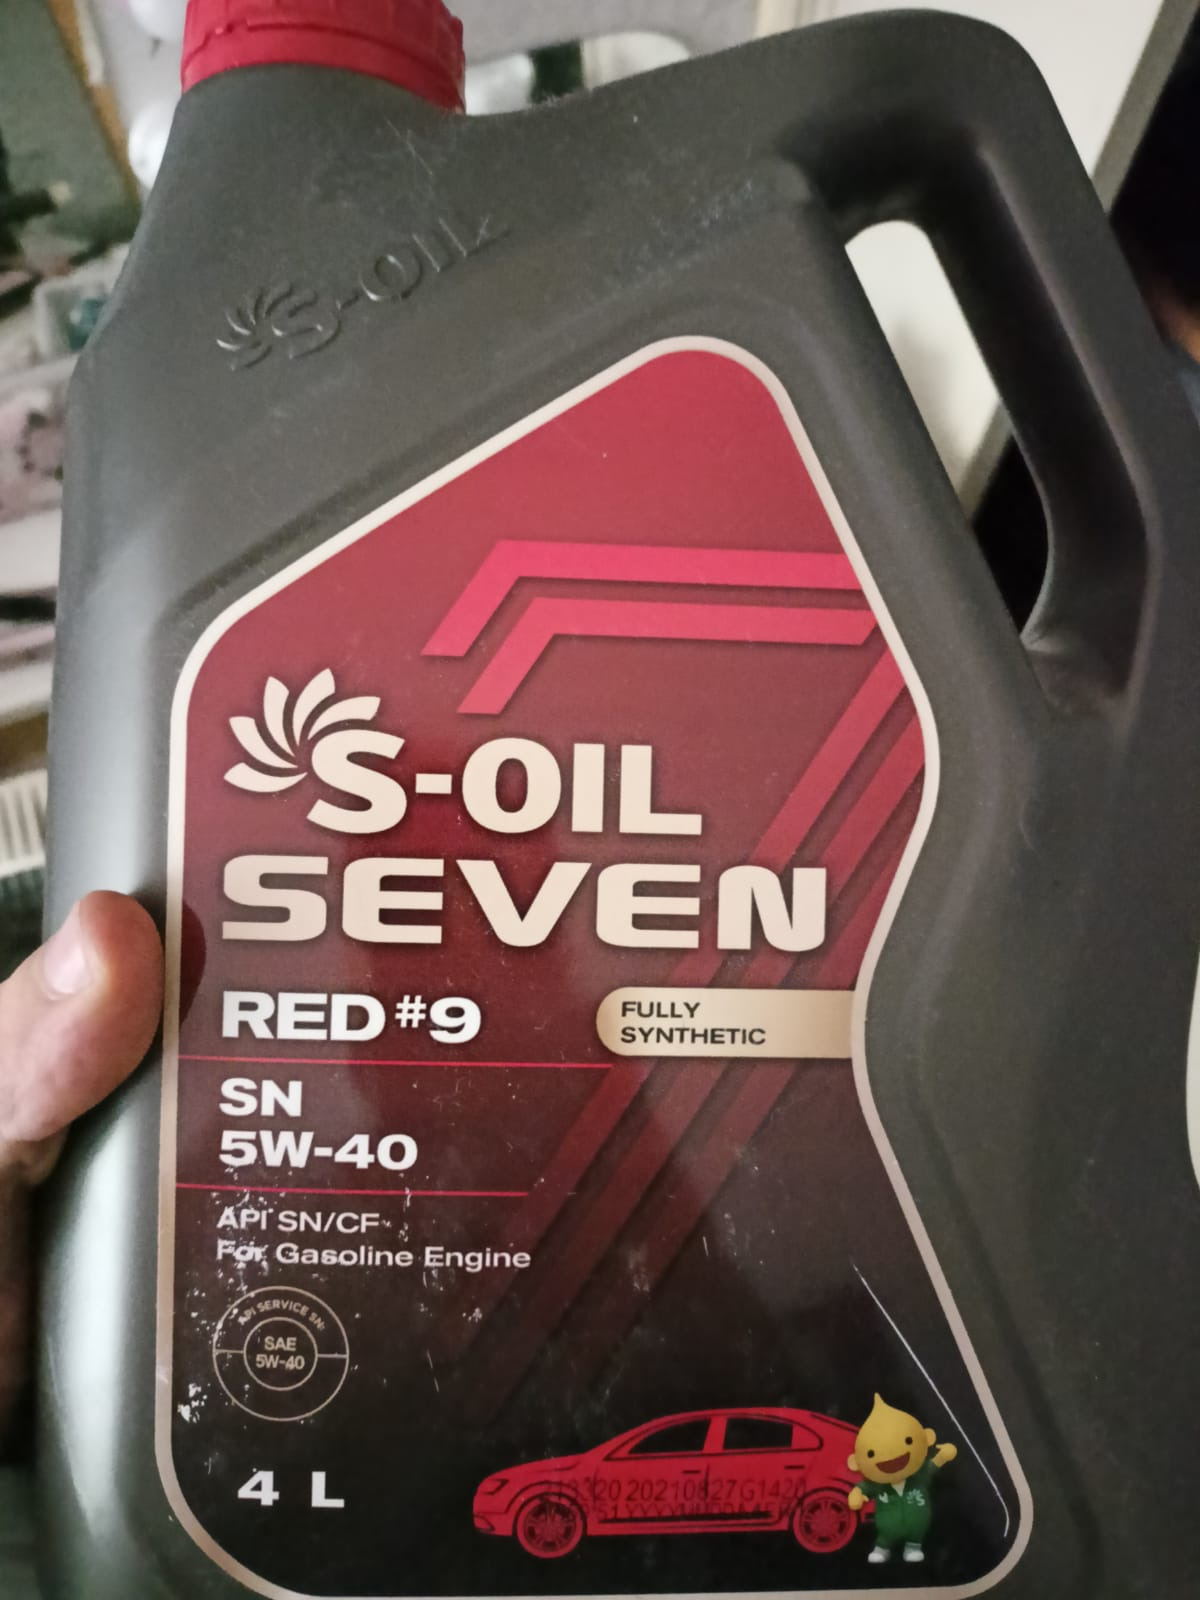 S-OIL
S-OIL
SEVEN
RED #9
FULLY
SYNTHETIC
SN
5W-40
API SN/CF
For Gasoline Engine
API SERVICE SN
SAE
5W-40
4 L
20210827